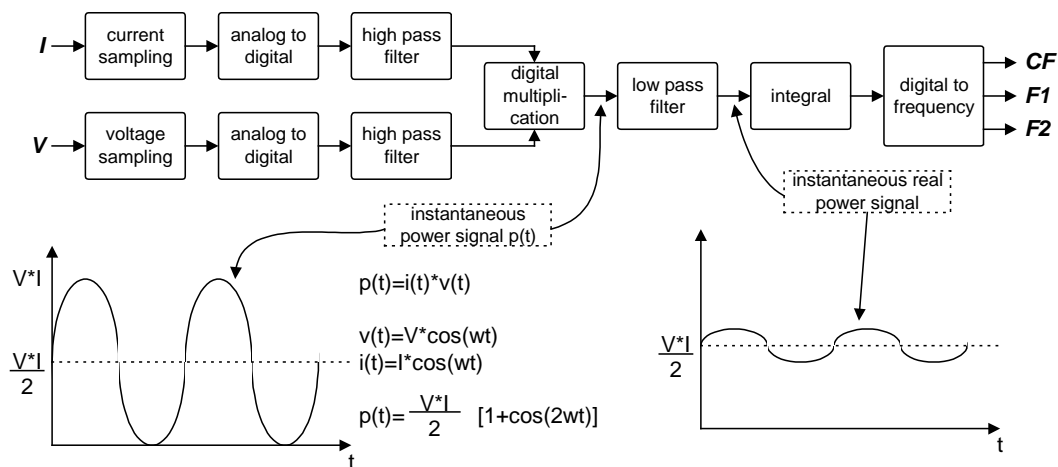 I
current
sampling
analog to
digital
high pass
filter
V
voltage
sampling
analog to
digital
high pass
filter
digital
multipli-
cation
low pass
filter
integral
digital to
frequency
CF
F1
F2
instantaneous
power signal p(t)
instantaneous real
power signal
V*I
V*I
2
t
p(t)=i(t)*v(t)
v(t)=V*cos(wt)
i(t)=I*cos(wt)
p(t)= V*I/2 [1+cos(2wt)]
V*I
2
t